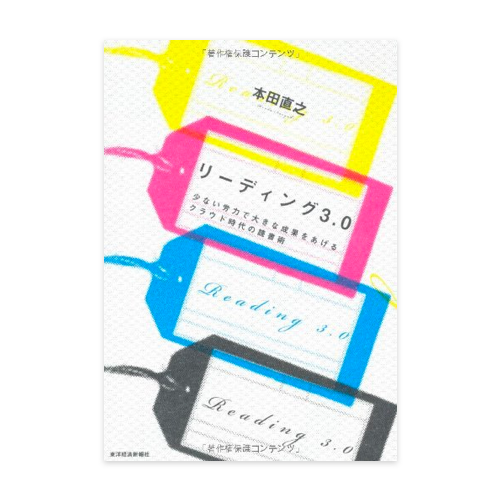 「著作権保護コンテンツ」
Reading 3.0
本田直之
リーディング3.0
少ない労力で大きな成果をあげる
クラウド時代の読書術
Reading 3.0
Reading 3.0
「著作権保護コンテンツ」
東洋経済新報社